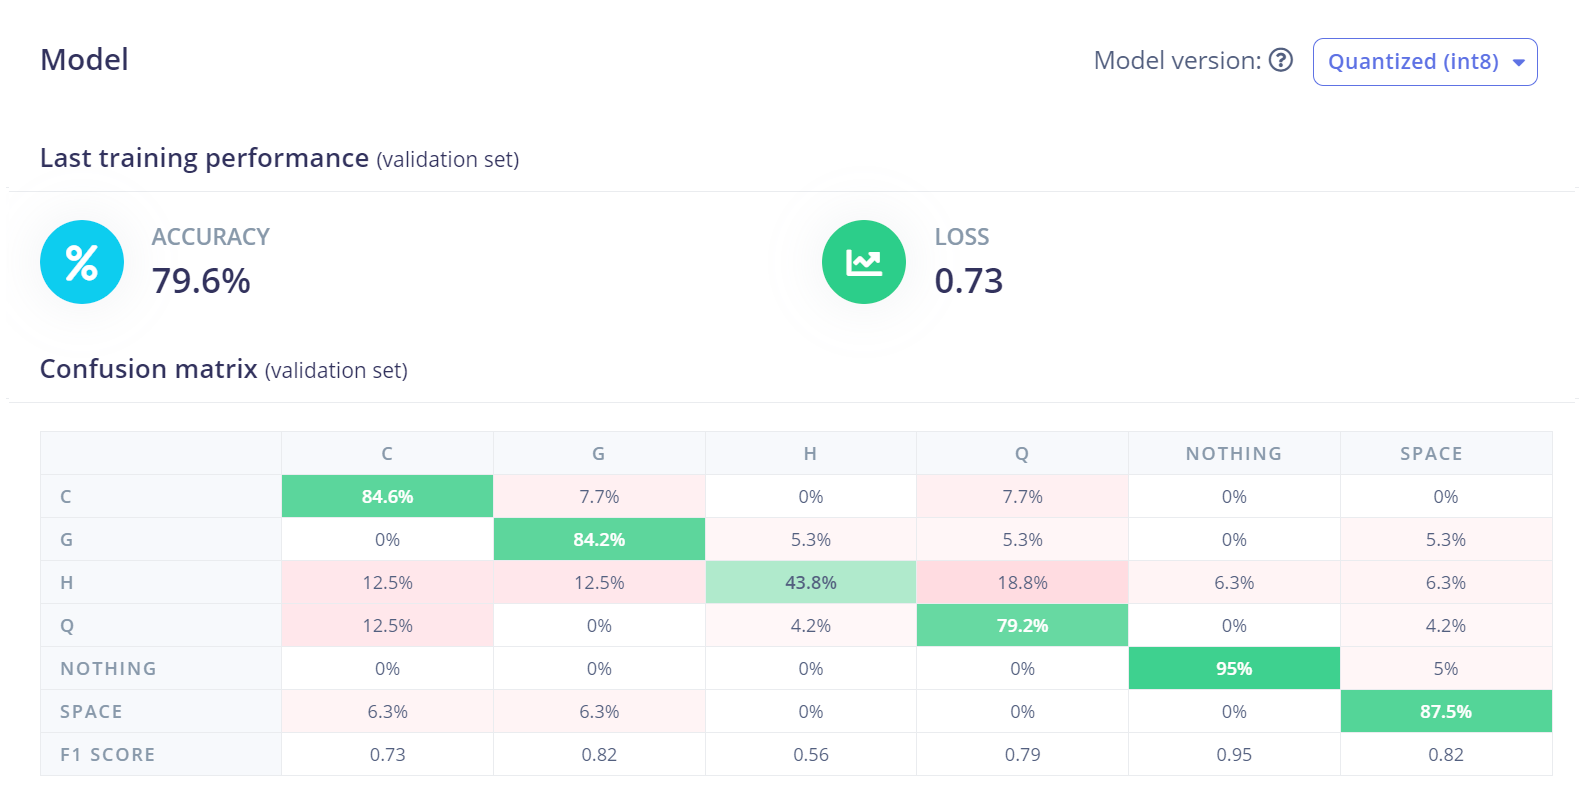 Model
Model version: ? Quantized (int8)
Last training performance (validation set)
% ACCURACY
79.6%
LOSS
0.73
Confusion matrix (validation set)
C G H Q NOTHING SPACE
C 84.6% 7.7% 0% 7.7% 0% 0%
G 0% 84.2% 5.3% 5.3% 0% 5.3%
H 12.5% 12.5% 43.8% 18.8% 6.3% 6.3%
Q 12.5% 0% 4.2% 79.2% 0% 4.2%
NOTHING 0% 0% 0% 0% 95% 5%
SPACE 6.3% 6.3% 0% 0% 0% 87.5%
F1 SCORE 0.73 0.82 0.56 0.79 0.95 0.82